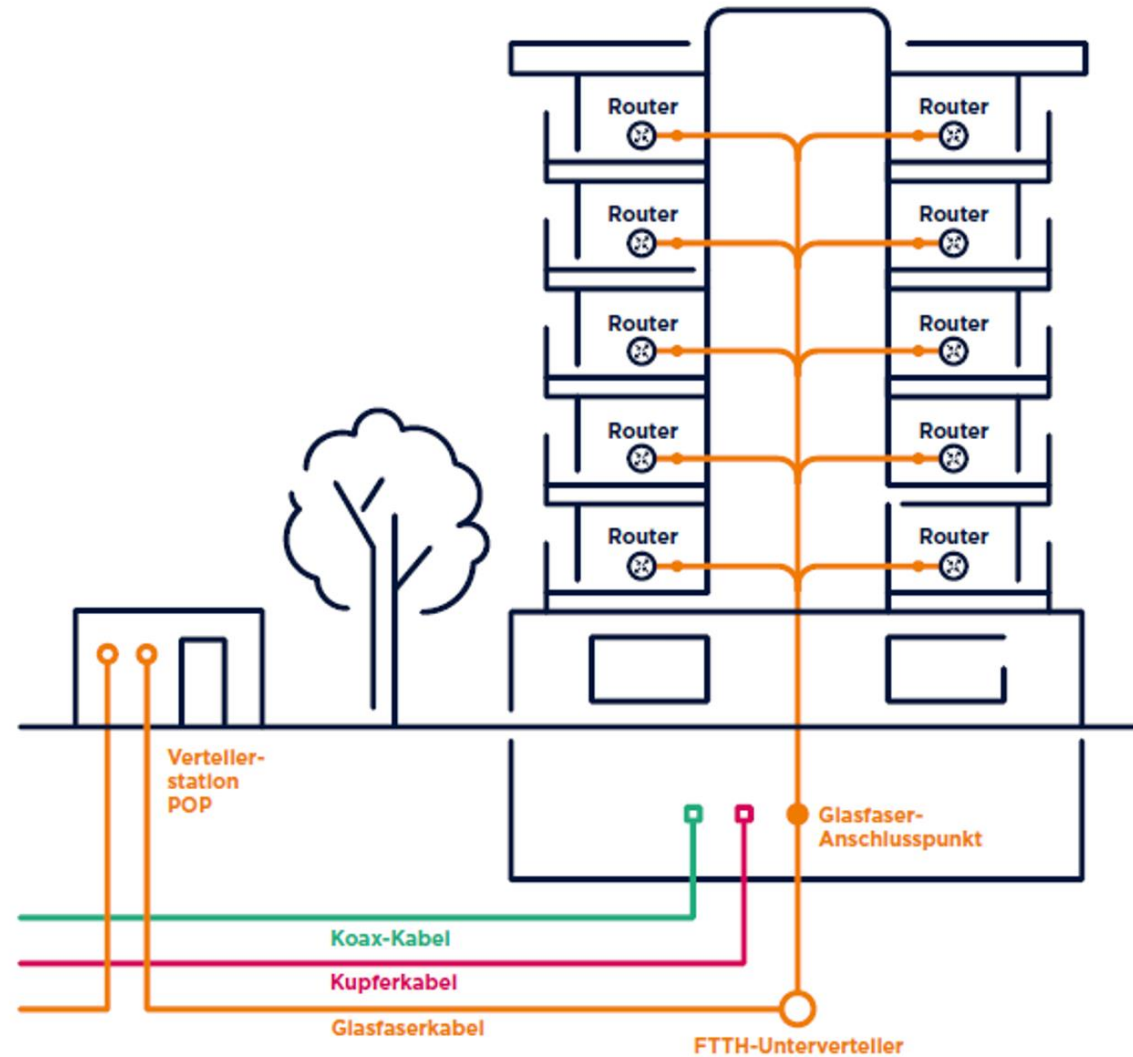 Router
Router
Router
Router
Router
Router
Router
Router
Router
Router
Verteiler-
station
POP
Glasfaser-
Anschlusspunkt
Koax-Kabel
Kupferkabel
Glasfaserkabel
FTTH-Unterverteiler